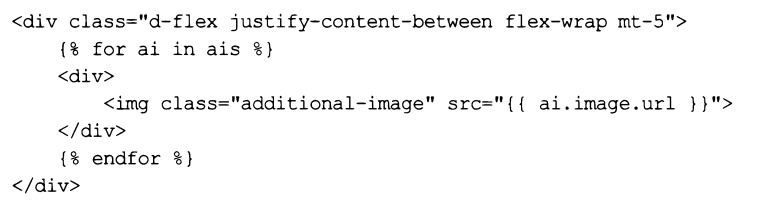 <div class="d-flex justify-content-between flex-wrap mt-5">
    {% for ai in ais %}
    <div>
        <img class="additional-image" src="{{ ai.image.url }}">
    </div>
    {% endfor %}
</div>